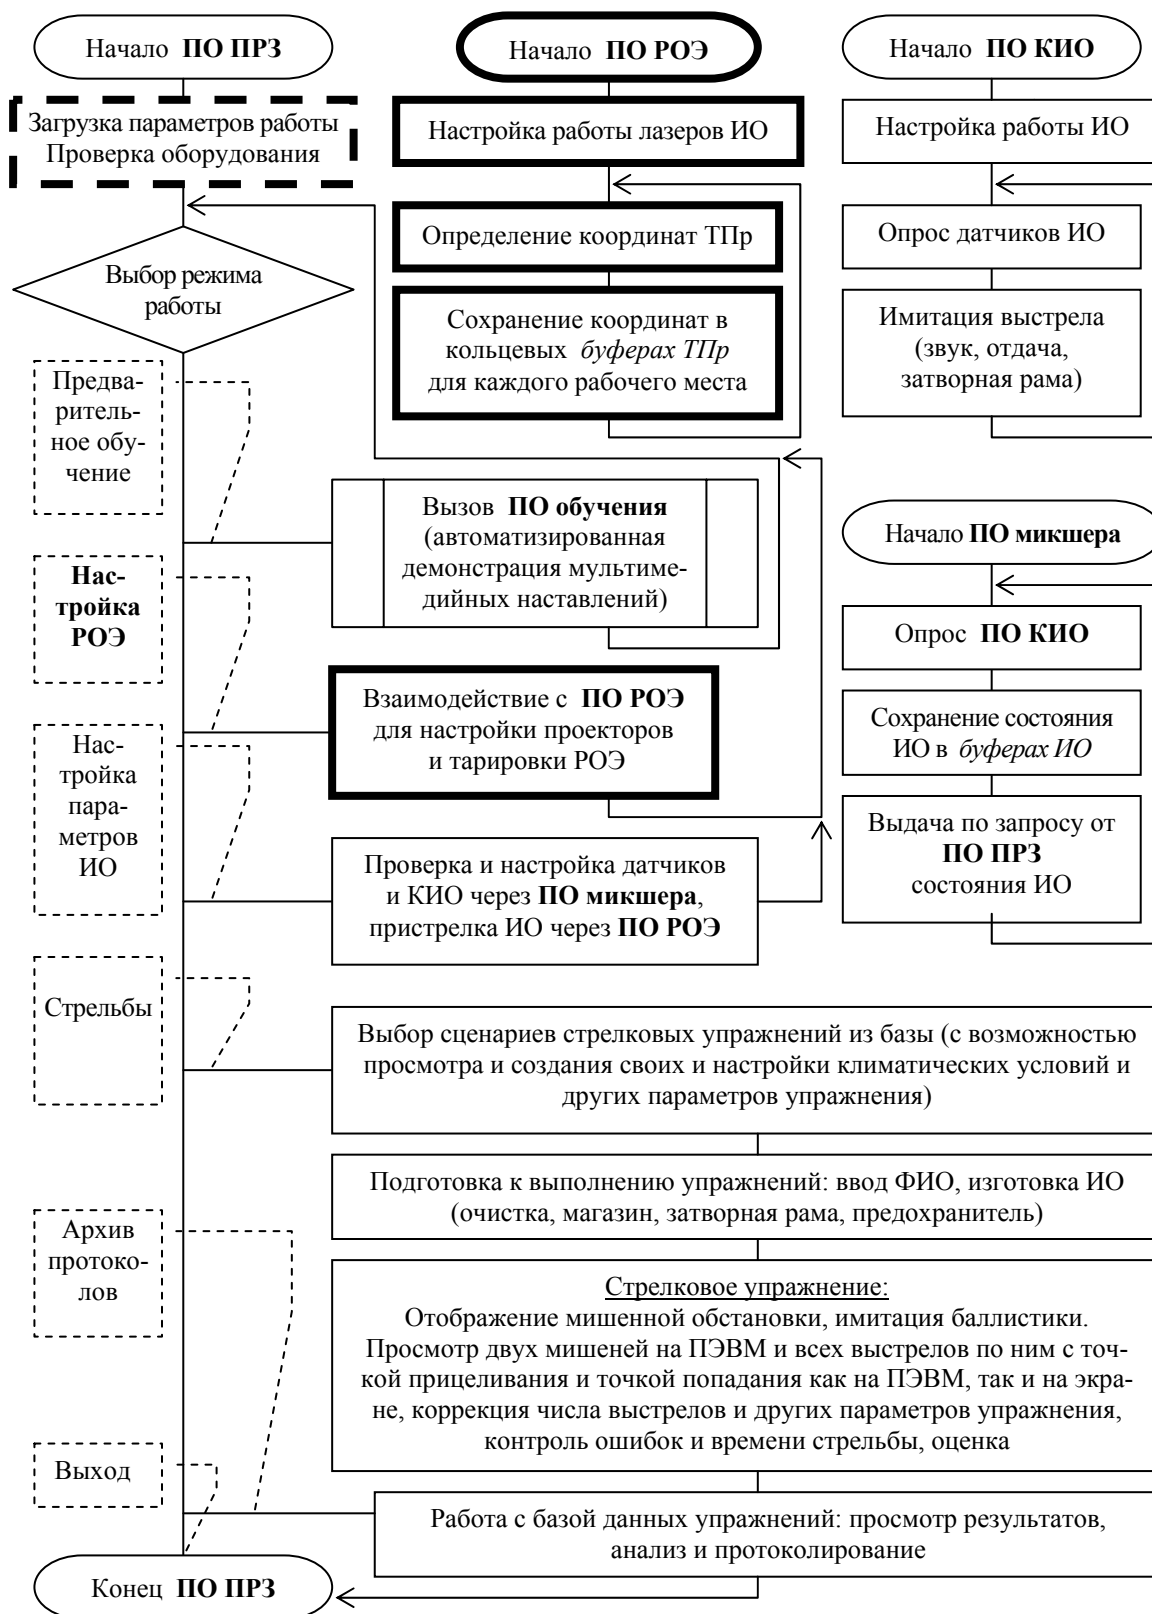 Начало ПО ПРЗ
Загрузка параметров работы
Проверка оборудования
Выбор режима
работы
Предва-
ритель-
ное обу-
чение
Нас-
тройка
РОЭ
Нас-
тройка
пара-
метров
ИО
Стрельбы
Архив
протоко-
лов
Выход
Конец ПО ПРЗ
Начало ПО РОЭ
Настройка работы лазеров ИО
Определение координат ТПр
Сохранение координат в
кольцевых буферах ТПр
для каждого рабочего места
Вызов ПО обучения
(автоматизированная
демонстрация мультиме-
дийных наставлений)
Взаимодействие с ПО РОЭ
для настройки проекторов
и тарировки РОЭ
Проверка и настройка датчиков
и КИО через ПО микшера,
пристрелка ИО через ПО РОЭ
Начало ПО КИО
Настройка работы ИО
Опрос датчиков ИО
Имитация выстрела
(звук, отдача,
затворная рама)
Начало ПО микшера
Опрос ПО КИО
Сохранение состояния
ИО в буферах ИО
Выдача по запросу от
ПО ПРЗ
состояния ИО
Выбор сценариев стрелковых упражнений из базы (с возможностью
просмотра и создания своих и настройки климатических условий и
других параметров упражнения)
Подготовка к выполнению упражнений: ввод ФИО, изготовка ИО
(очистка, магазин, затворная рама, предохранитель)
Стрелковое упражнение:
Отображение мишенной обстановки, имитация баллистики.
Просмотр двух мишеней на ПЭВМ и всех выстрелов по ним с точ-
кой прицеливания и точкой попадания как на ПЭВМ, так и на экра-
не, коррекция числа выстрелов и других параметров упражнения,
контроль ошибок и времени стрельбы, оценка
Работа с базой данных упражнений: просмотр результатов,
анализ и протоколирование